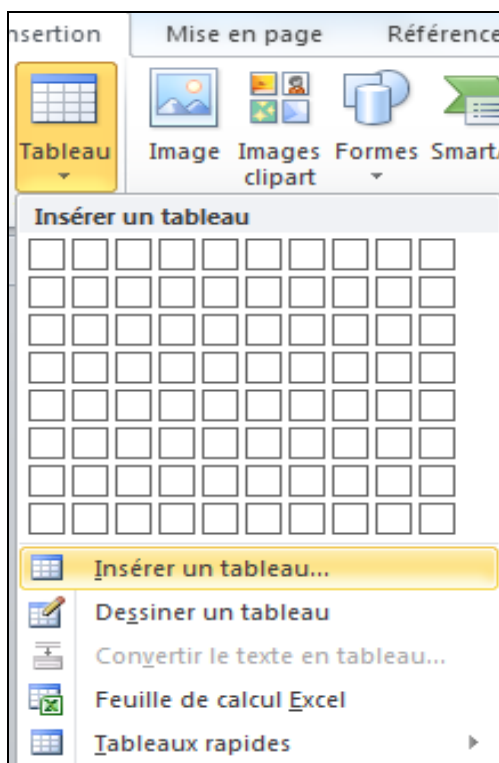 nsertion Mise en page Référence
Tableau Image Images clipart Formes SmartA
Insérer un tableau
Insérer un tableau...
Dessiner un tableau
Convertir le texte en tableau...
Feuille de calcul Excel
Tableaux rapides